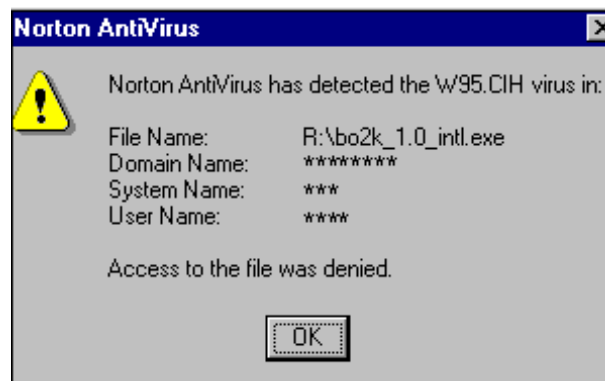 Norton AntiVirus
Norton AntiVirus has detected the W95.CIH virus in:
File Name: R:\bo2k_1.0_intl.exe
Domain Name: ********
System Name: ***
User Name: ****
Access to the file was denied.
OK